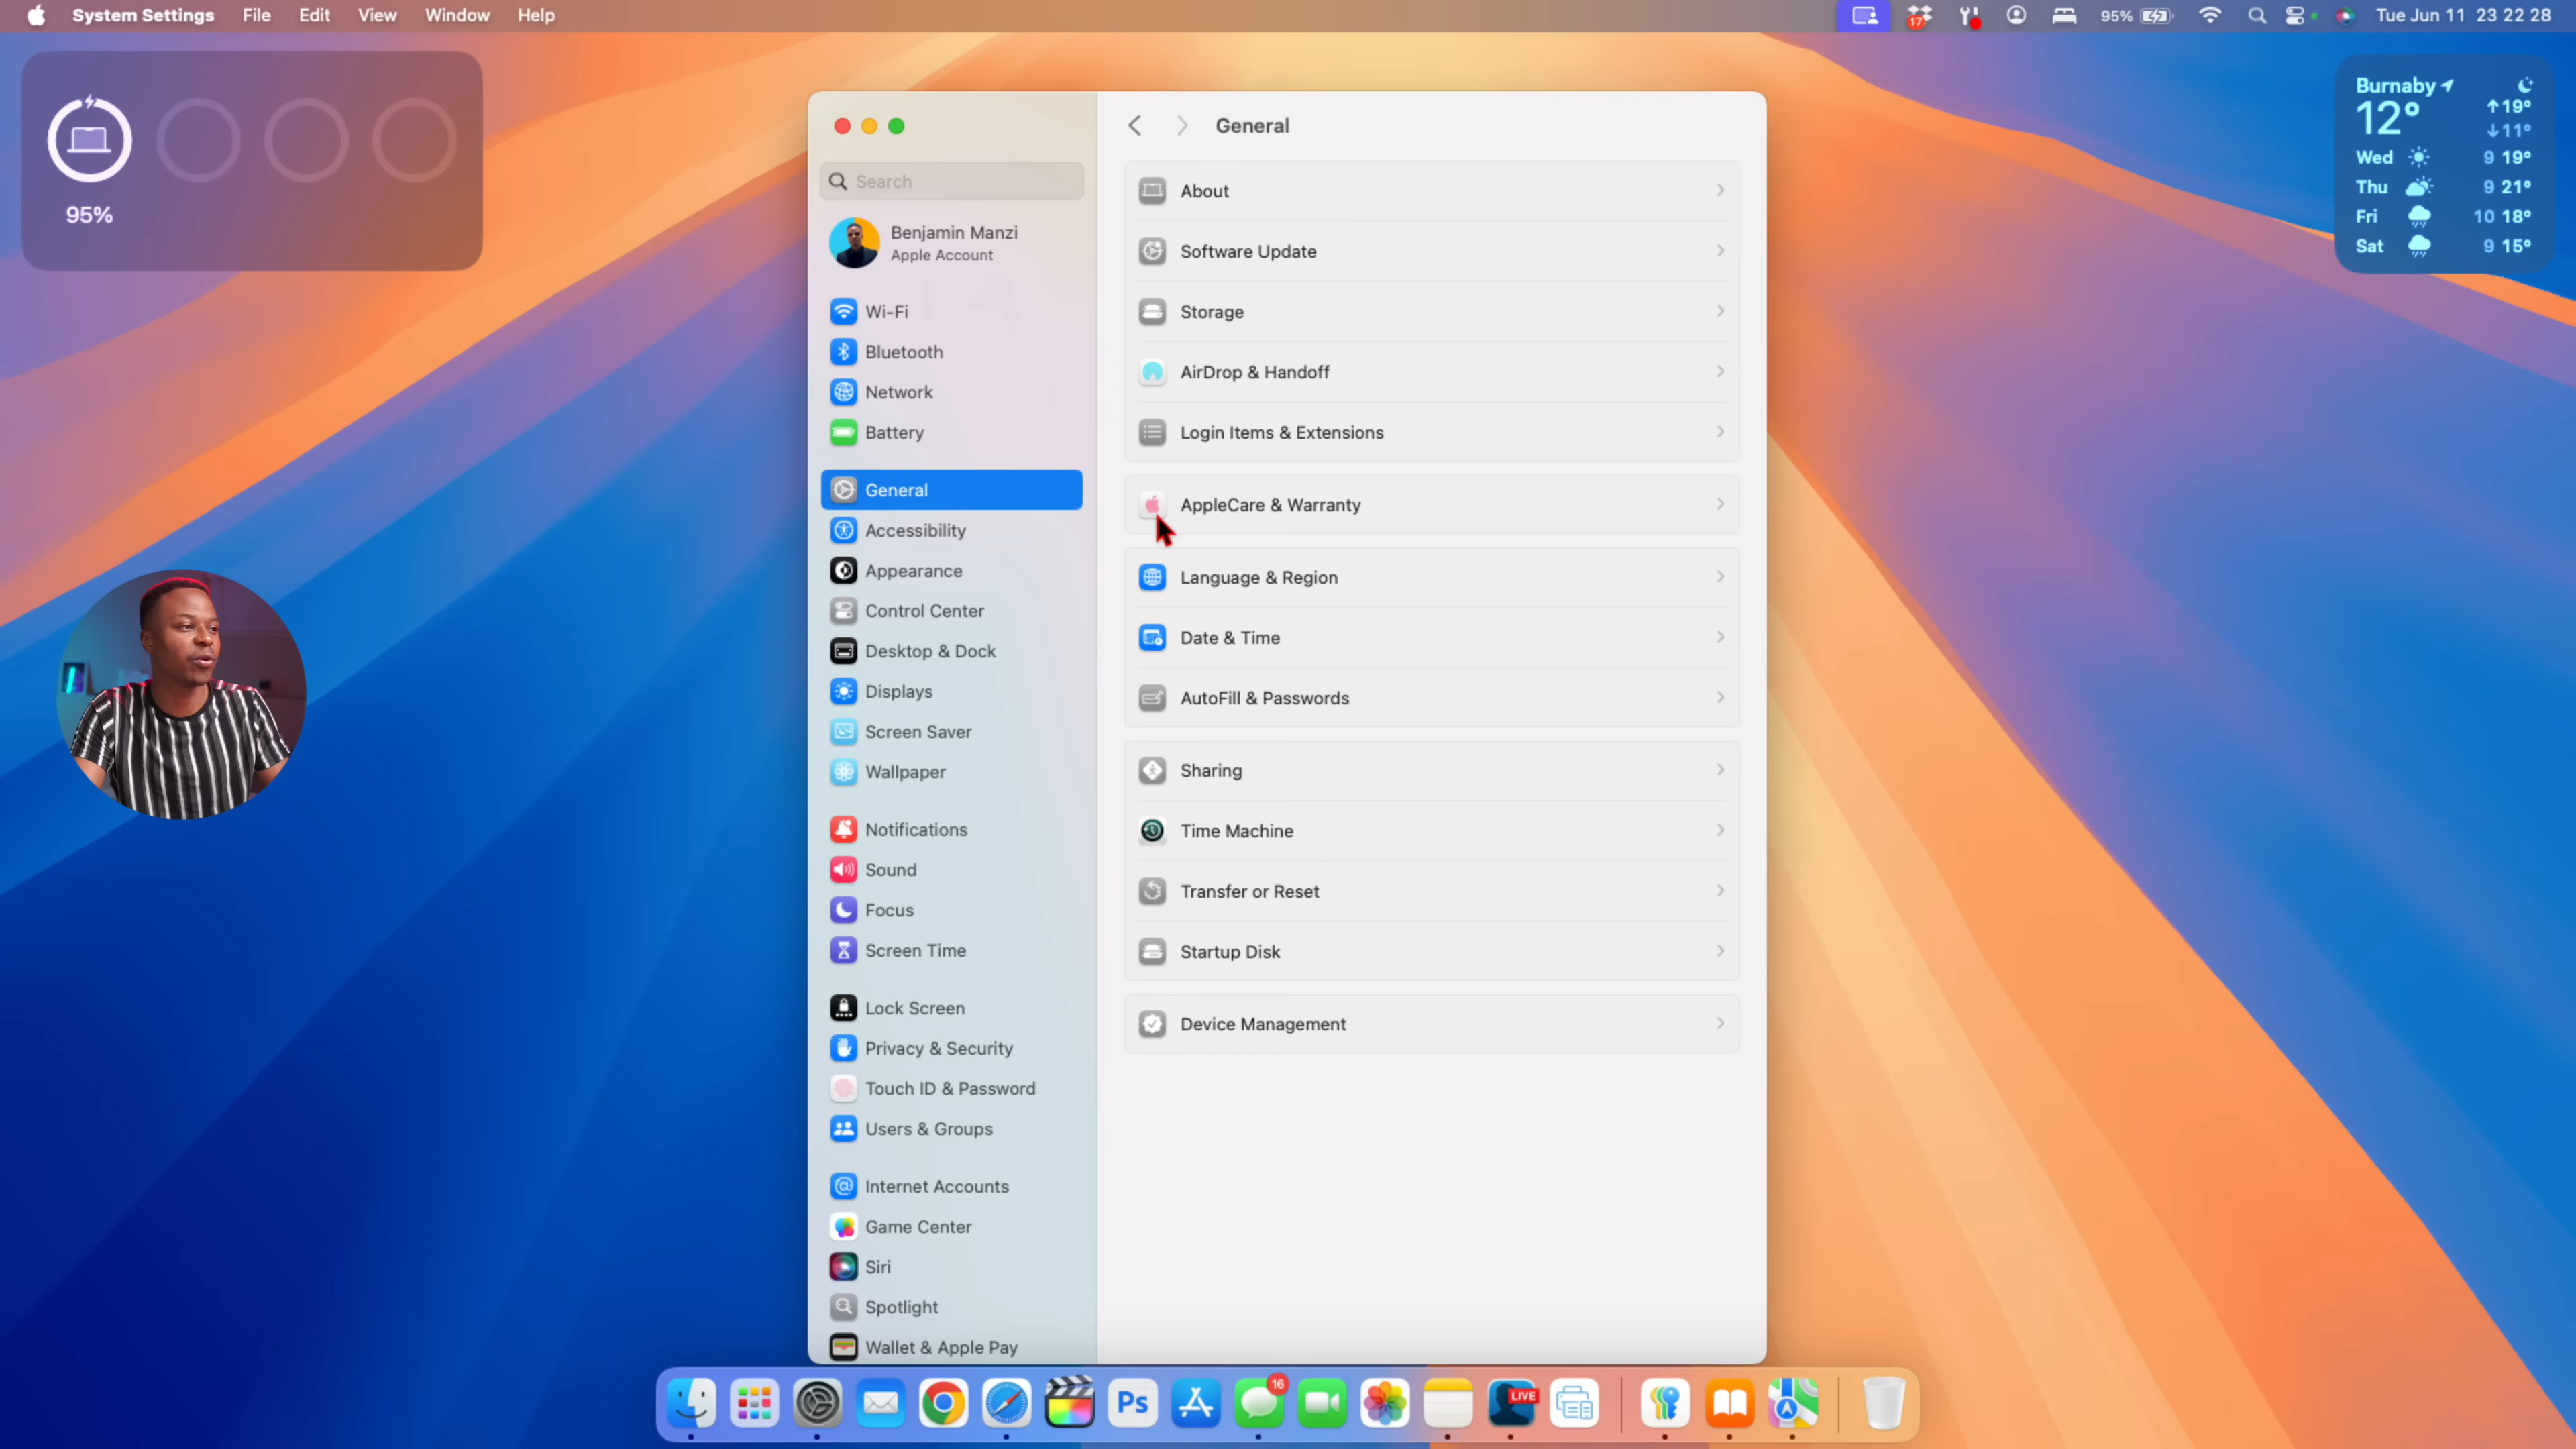 System Settings File Edit View Window Help
17 95% Tue Jun 11 23 22 28
95%
Burnaby
12° ↑19°
↓11°
Wed 9 19°
Thu 9 21°
Fri 10 18°
Sat 9 15°
Search
Benjamin Manzi
Apple Account
Wi-Fi
Bluetooth
Network
Battery
General
Accessibility
Appearance
Control Center
Desktop & Dock
Displays
Screen Saver
Wallpaper
Notifications
Sound
Focus
Screen Time
Lock Screen
Privacy & Security
Touch ID & Password
Users & Groups
Internet Accounts
Game Center
Siri
Spotlight
Wallet & Apple Pay
General
About
Software Update
Storage
AirDrop & Handoff
Login Items & Extensions
AppleCare & Warranty
Language & Region
Date & Time
AutoFill & Passwords
Sharing
Time Machine
Transfer or Reset
Startup Disk
Device Management
Ps 16 LIVE